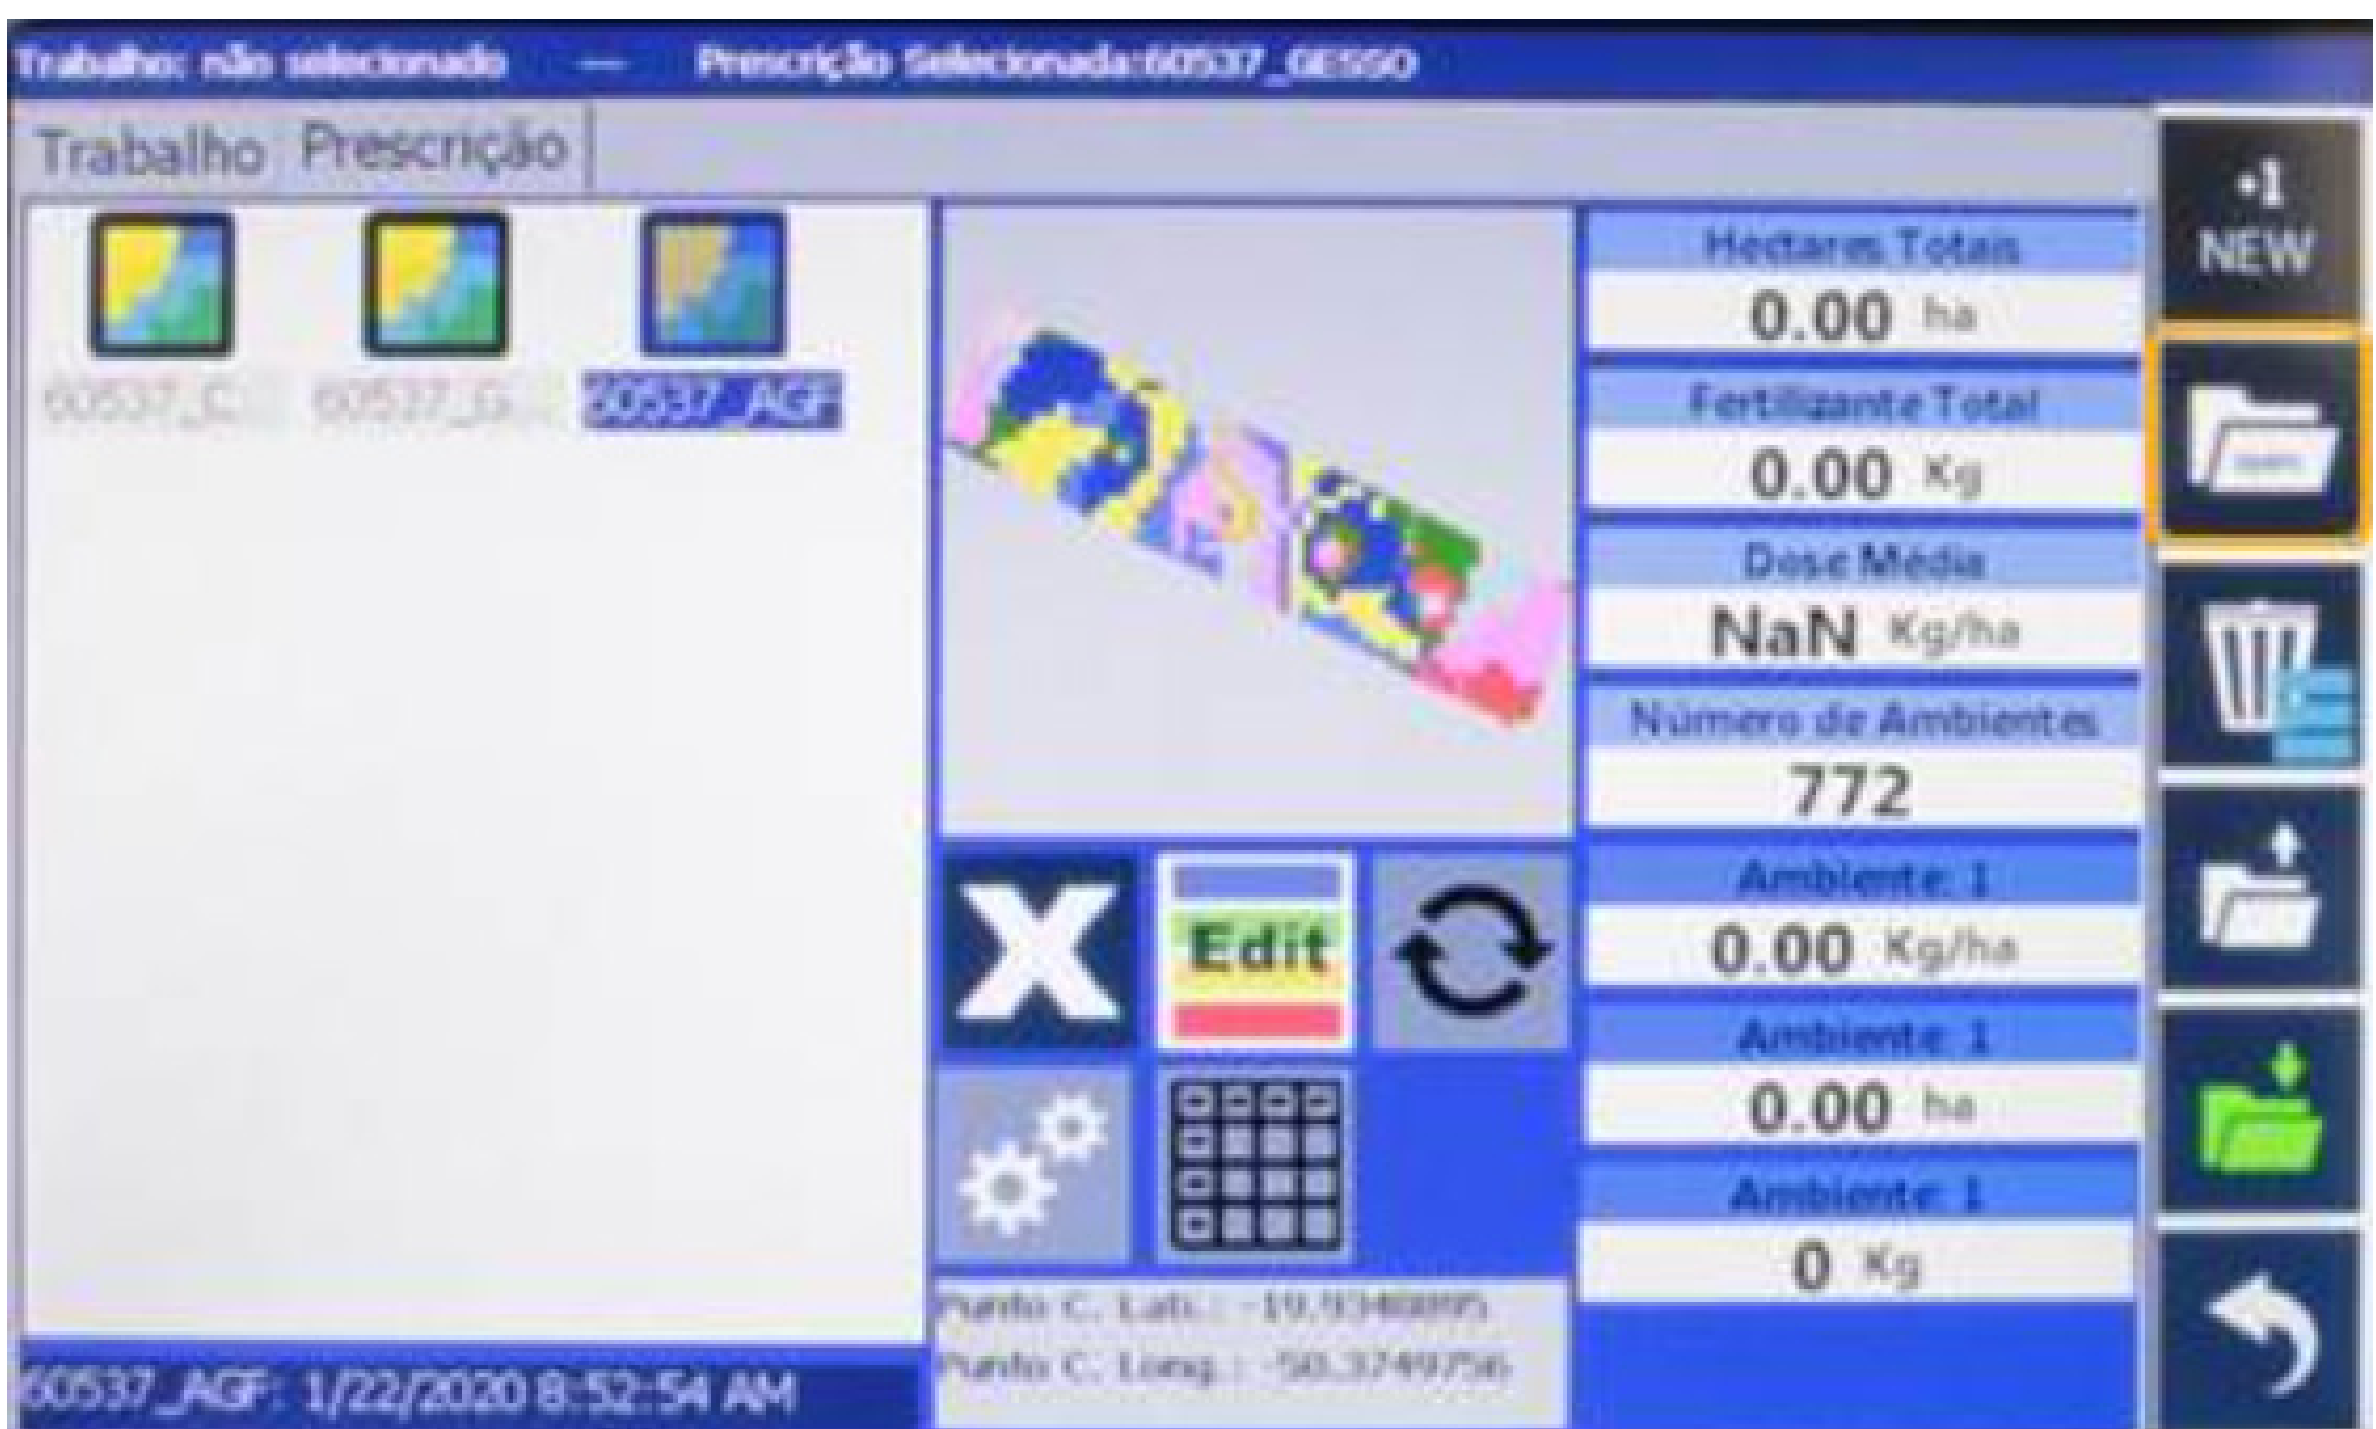 Trabalho: não selecionado — Prescrição Selecionada:60537_GESSO
Trabalho Prescrição
60537_C... 60537_G... 60537_AGF
Hectares Totais
0.00 ha
Fertilizante Total
0.00 Kg
Dose Média
NaN Kg/ha
Número de Ambientes
772
Ambiente: 1
0.00 Kg/ha
Ambiente: 1
0.00 ha
Ambiente: 1
0 Kg
Edit
Punto C. Lati.:
Punto C. Long.: -50.3749756
60537_AGF: 1/22/2020 8:52:54 AM
+1
NEW